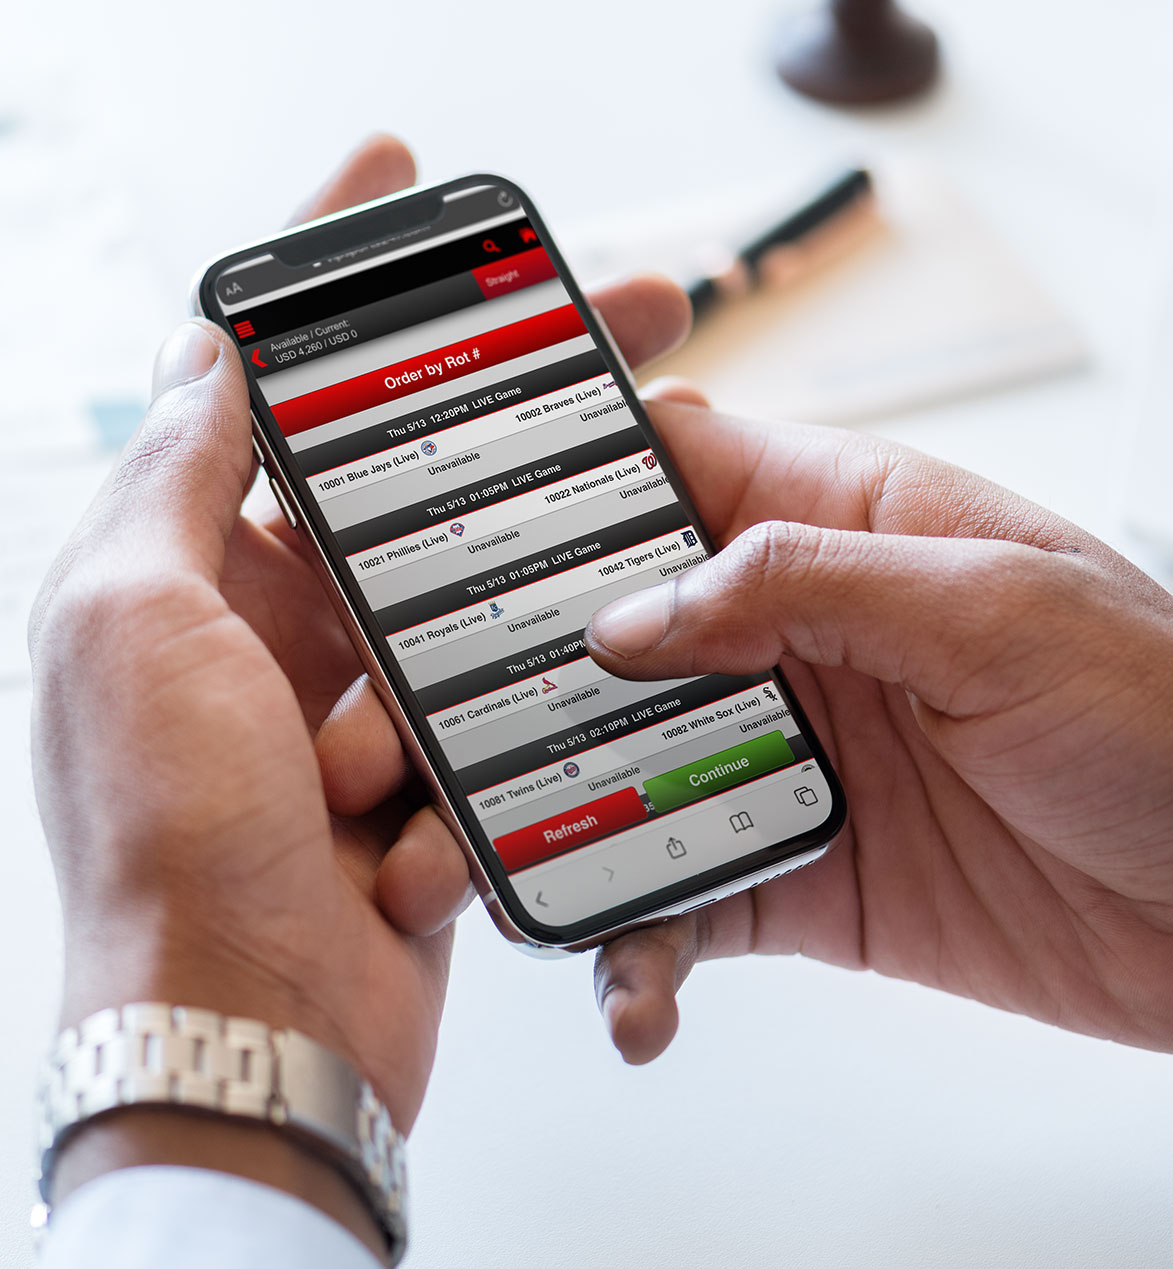 AA
Straight
Available / Current:
USD 4,260 / USD 0
Order by Rot #
Thu 5/13 12:20PM LIVE Game
10001 Blue Jays (Live) 10002 Braves (Live)
Unavailable Unavailabl
Thu 5/13 01:05PM LIVE Game
10021 Phillies (Live) 10022 Nationals (Live)
Unavailable Unavailable
Thu 5/13 01:05PM LIVE Game
10041 Royals (Live) 10042 Tigers (Live)
Unavailable Unavailable
Thu 5/13 01:40PM
10061 Cardinals (Live)
Unavailable
Thu 5/13 02:10PM LIVE Game
10081 Twins (Live) 10082 White Sox (Live)
Unavailable Unavailable
Refresh Continue